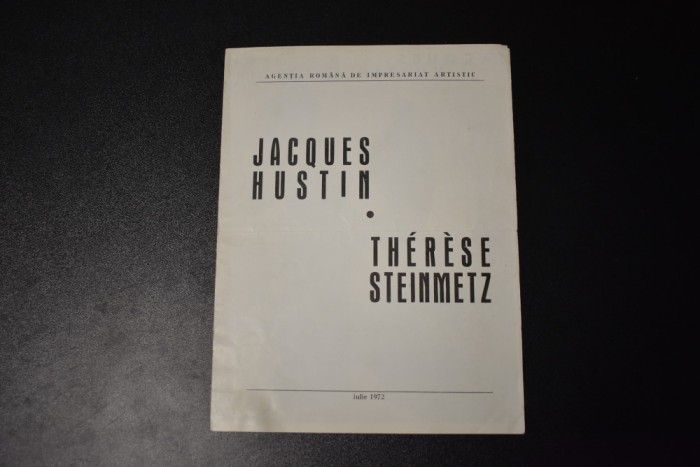 AGENȚIA ROMÂNĂ DE IMPRESARIAT ARTISTIC
JACQUES
HUSTIN
•
THÉRÈSE
STEINMETZ
iulie 1972